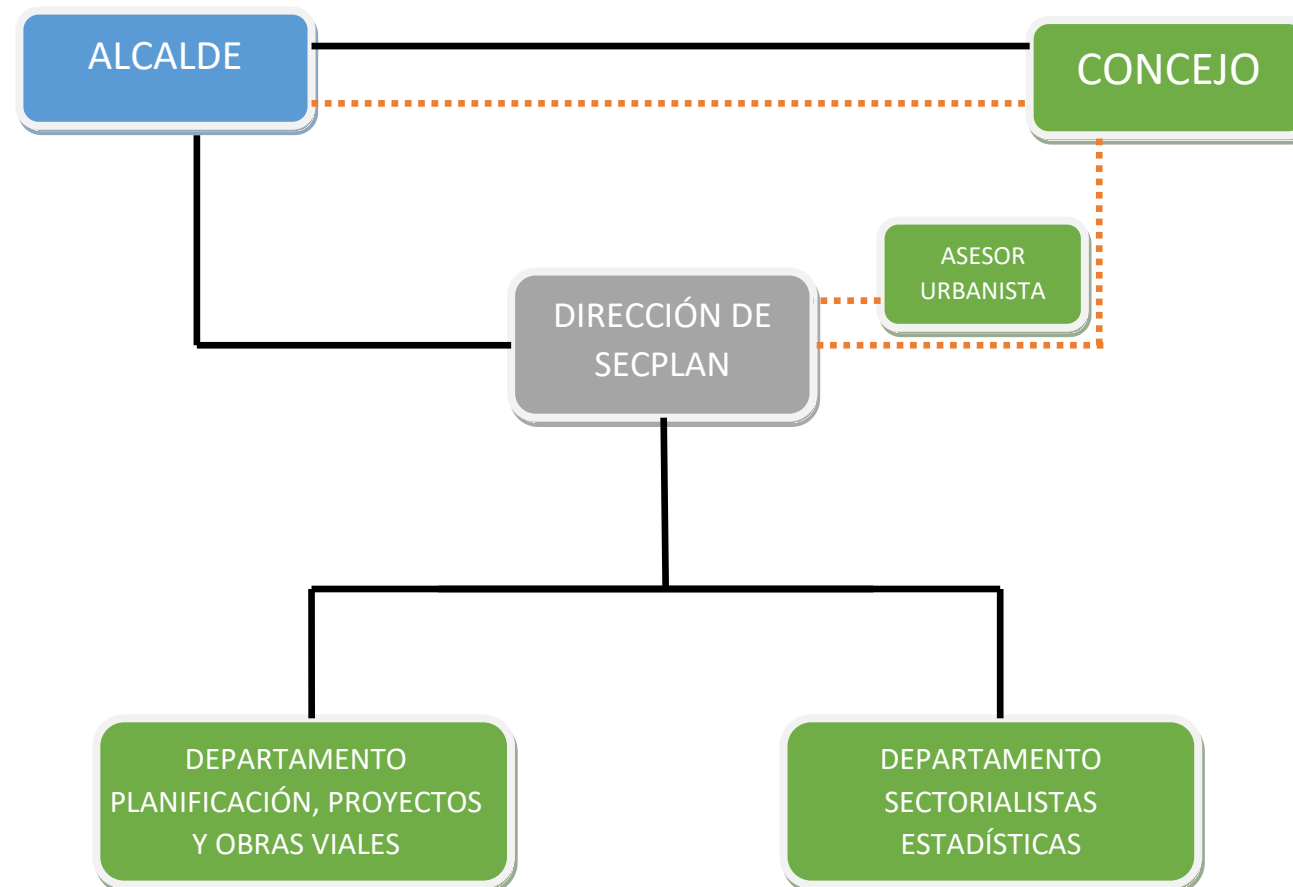 ALCALDE
CONCEJO
ASESOR
URBANISTA
DIRECCIÓN DE
SECPLAN
DEPARTAMENTO
PLANIFICACIÓN, PROYECTOS
Y OBRAS VIALES
DEPARTAMENTO
SECTORIALISTAS
ESTADÍSTICAS